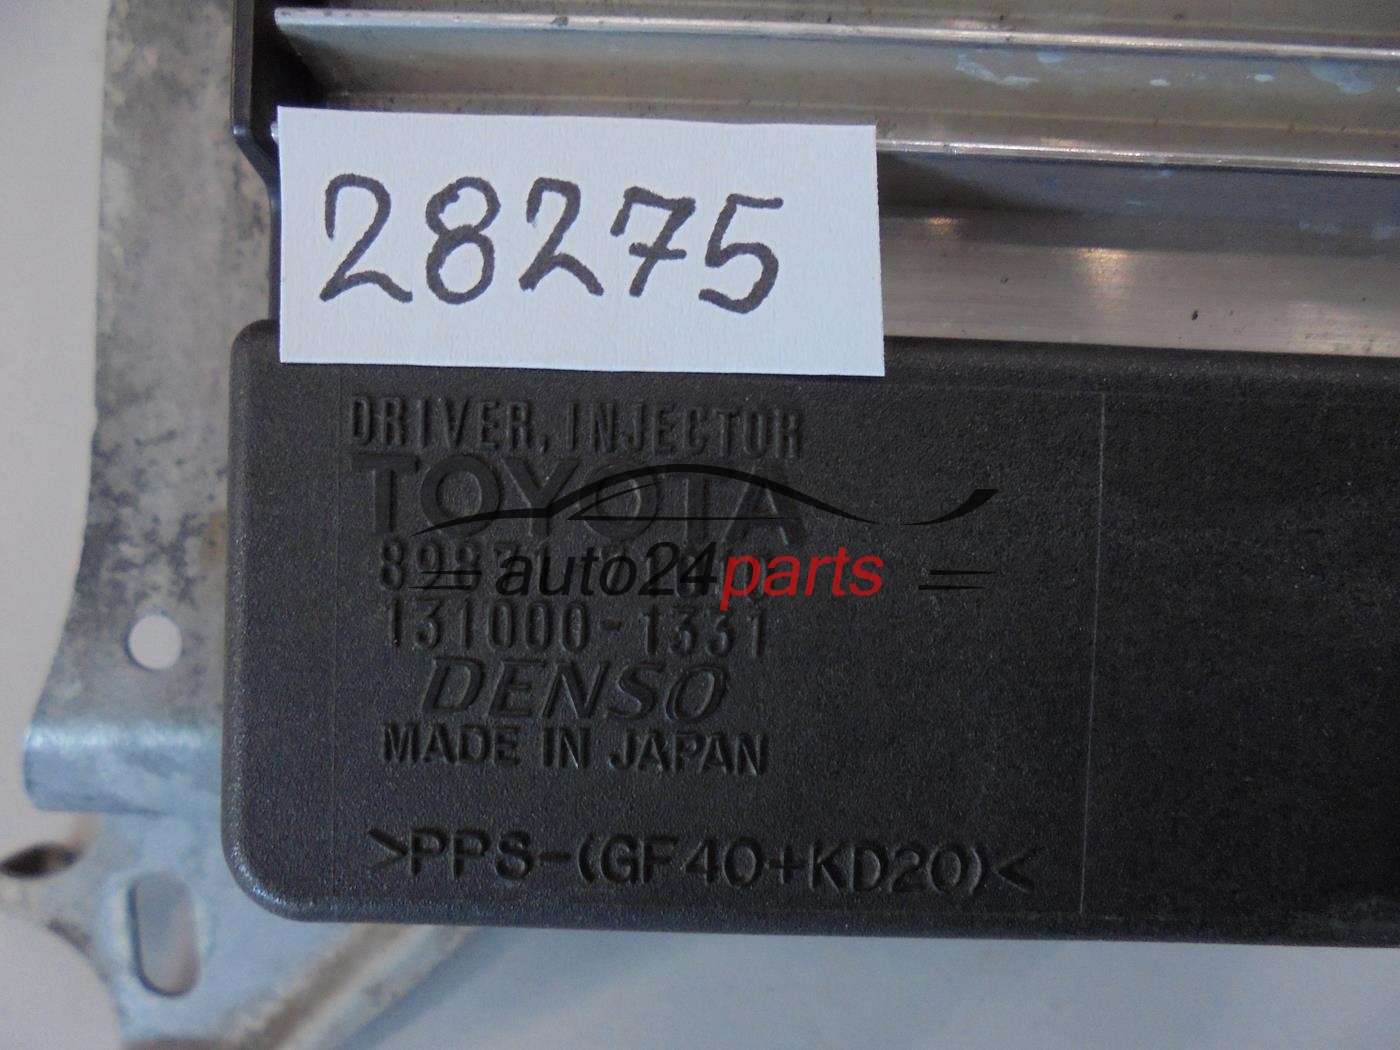 28275
DRIVER, INJECTOR
TOYOTA
auto24parts
131000-1331
DENSO
MADE IN JAPAN
>PPS-(GF40+KD20)<